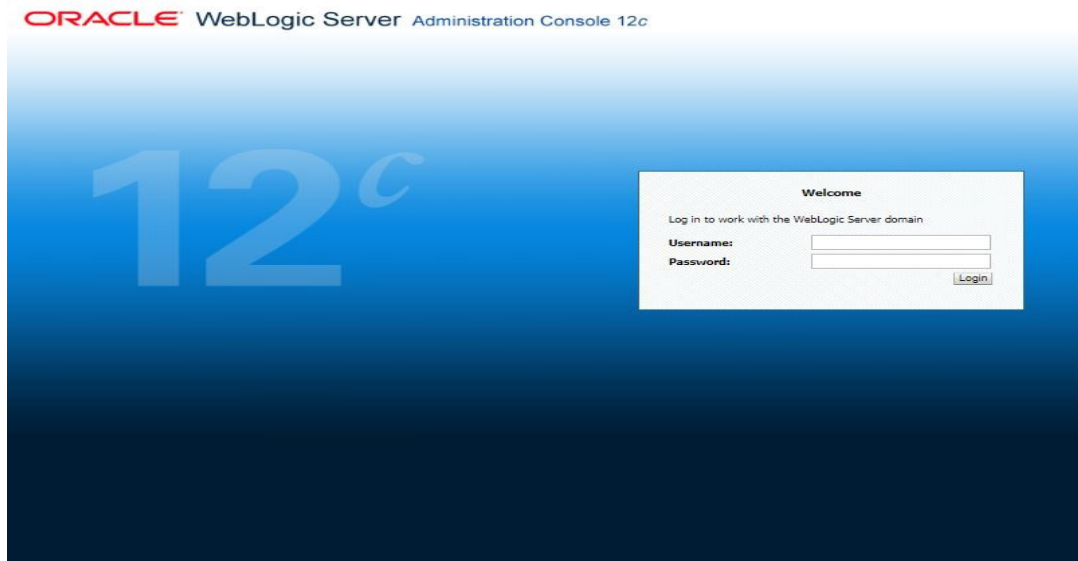 ORACLE WebLogic Server Administration Console 12c
12c
Welcome
Log in to work with the WebLogic Server domain
Username:
Password:
Login